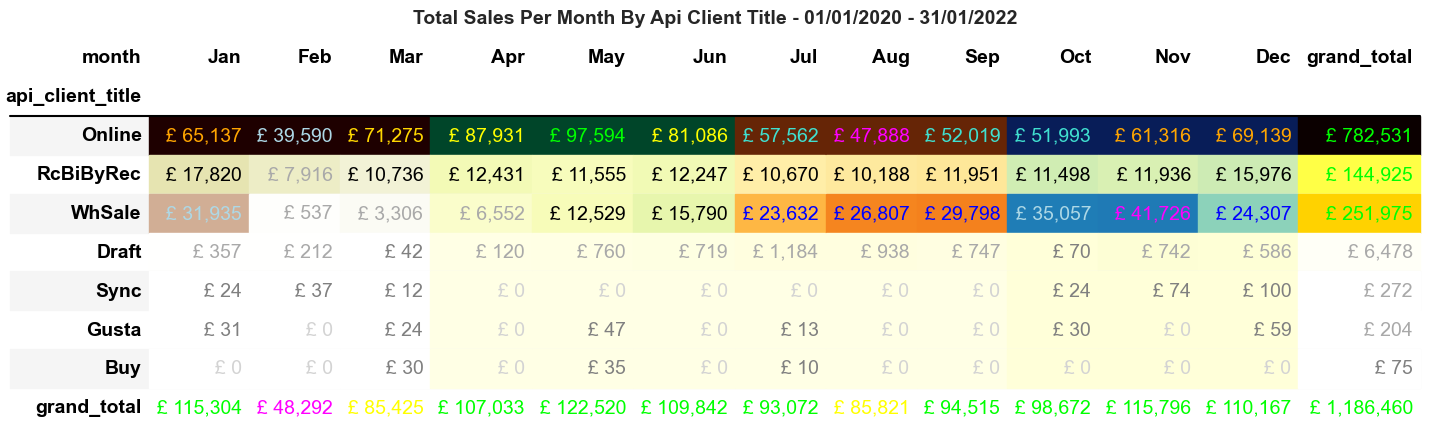 Total Sales Per Month By Api Client Title - 01/01/2020 - 31/01/2022
month Jan Feb Mar Apr May Jun Jul Aug Sep Oct Nov Dec grand_total
api_client_title
Online £ 65,137 £ 39,590 £ 71,275 £ 87,931 £ 97,594 £ 81,086 £ 57,562 £ 47,888 £ 52,019 £ 51,993 £ 61,316 £ 69,139 £ 782,531
RcBiByRec £ 17,820 £ 7,916 £ 10,736 £ 12,431 £ 11,555 £ 12,247 £ 10,670 £ 10,188 £ 11,951 £ 11,498 £ 11,936 £ 15,976 £ 144,925
WhSale £ 31,935 £ 537 £ 3,306 £ 6,552 £ 12,529 £ 15,790 £ 23,632 £ 26,807 £ 29,798 £ 35,057 £ 41,728 £ 24,307 £ 251,975
Draft £ 357 £ 212 £ 42 £ 120 £ 760 £ 719 £ 1,184 £ 938 £ 747 £ 70 £ 742 £ 586 £ 6,478
Sync £ 24 £ 37 £ 12 £ 0 £ 0 £ 0 £ 0 £ 0 £ 0 £ 24 £ 74 £ 100 £ 272
Gusta £ 31 £ 0 £ 24 £ 0 £ 47 £ 0 £ 13 £ 0 £ 0 £ 30 £ 0 £ 59 £ 204
Buy £ 0 £ 0 £ 30 £ 0 £ 35 £ 0 £ 10 £ 0 £ 0 £ 0 £ 0 £ 0 £ 75
grand_total £ 115,304 £ 48,292 £ 85,425 £ 107,033 £ 122,520 £ 109,842 £ 93,072 £ 85,821 £ 94,515 £ 98,672 £ 115,796 £ 110,167 £ 1,186,460